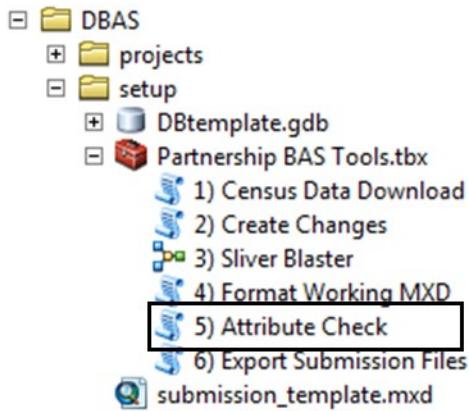 DBAS
projects
setup
DBtemplate.gdb
Partnership BAS Tools.tbx
1) Census Data Download
2) Create Changes
3) Sliver Blaster
4) Format Working MXD
5) Attribute Check
6) Export Submission Files
submission_template.mxd